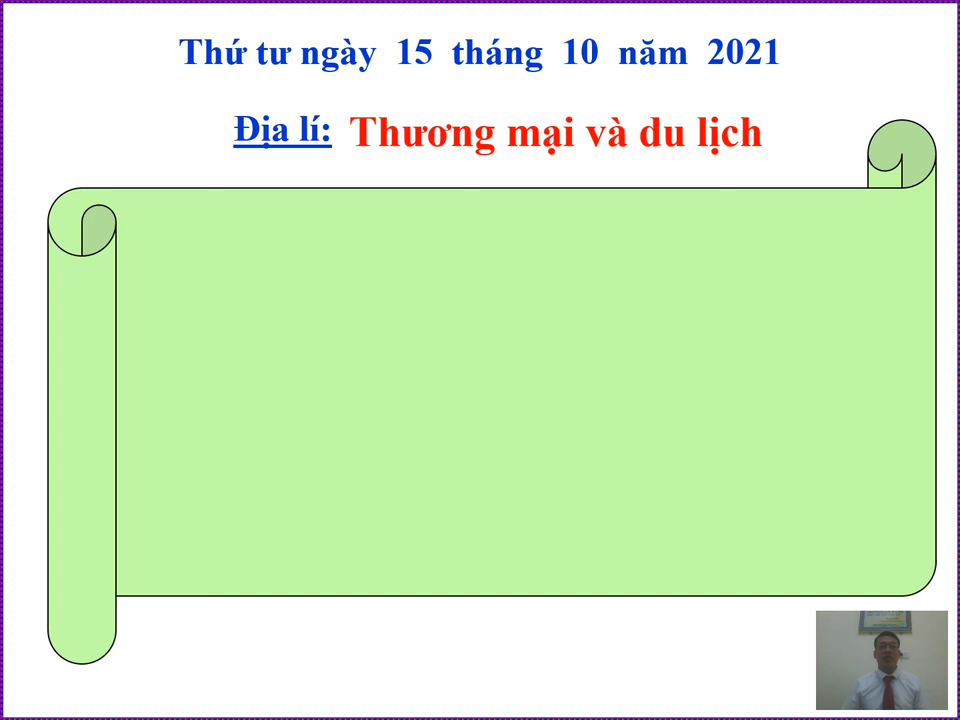 Thứ tư ngày 15 tháng 10 năm 2021
Địa lí: Thương mại và du lịch